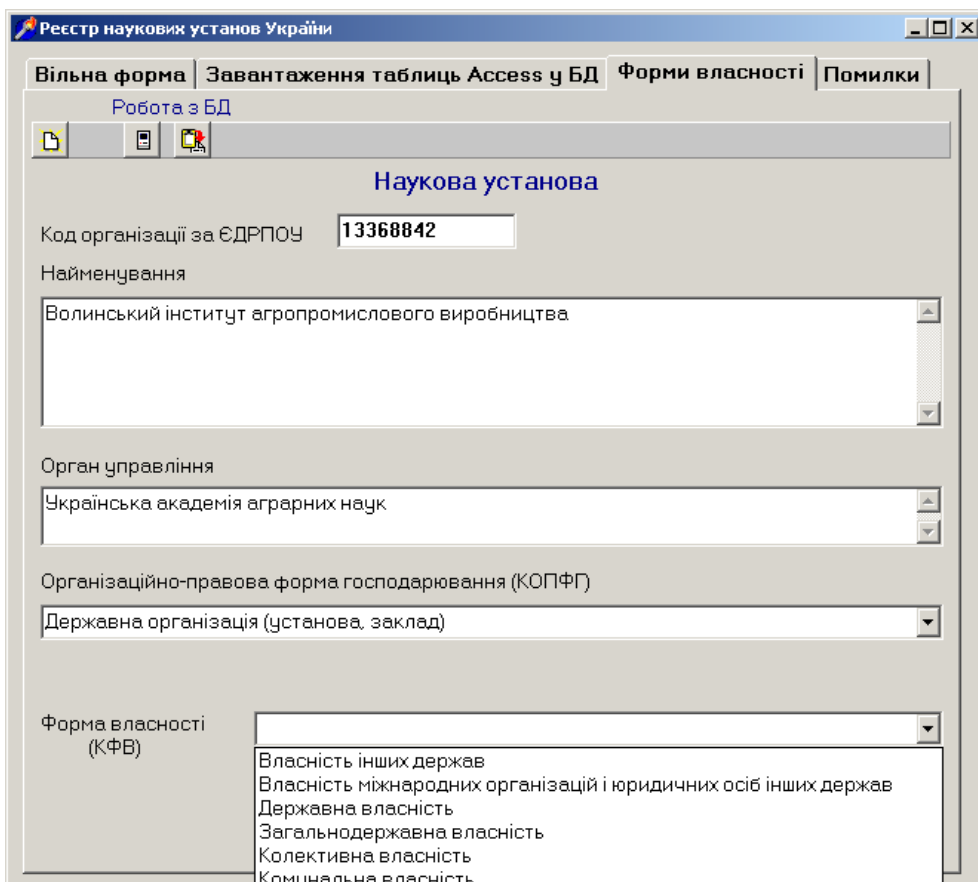 Реєстр наукових установ України
Вільна форма Завантаження таблиць Access у БД Форми власності Помилки
Робота з БД
Наукова установа
Код організації за ЄДРПОУ 13368842
Найменування
Волинський інститут агропромислового виробництва
Орган управління
Українська академія аграрних наук
Організаційно-правова форма господарювання (КОПФГ)
Державна організація (установа, заклад)
Форма власності
(КФВ)
Власність інших держав
Власність міжнародних організацій і юридичних осіб інших держав
Державна власність
Загальнодержавна власність
Колективна власність
Комунальна власність